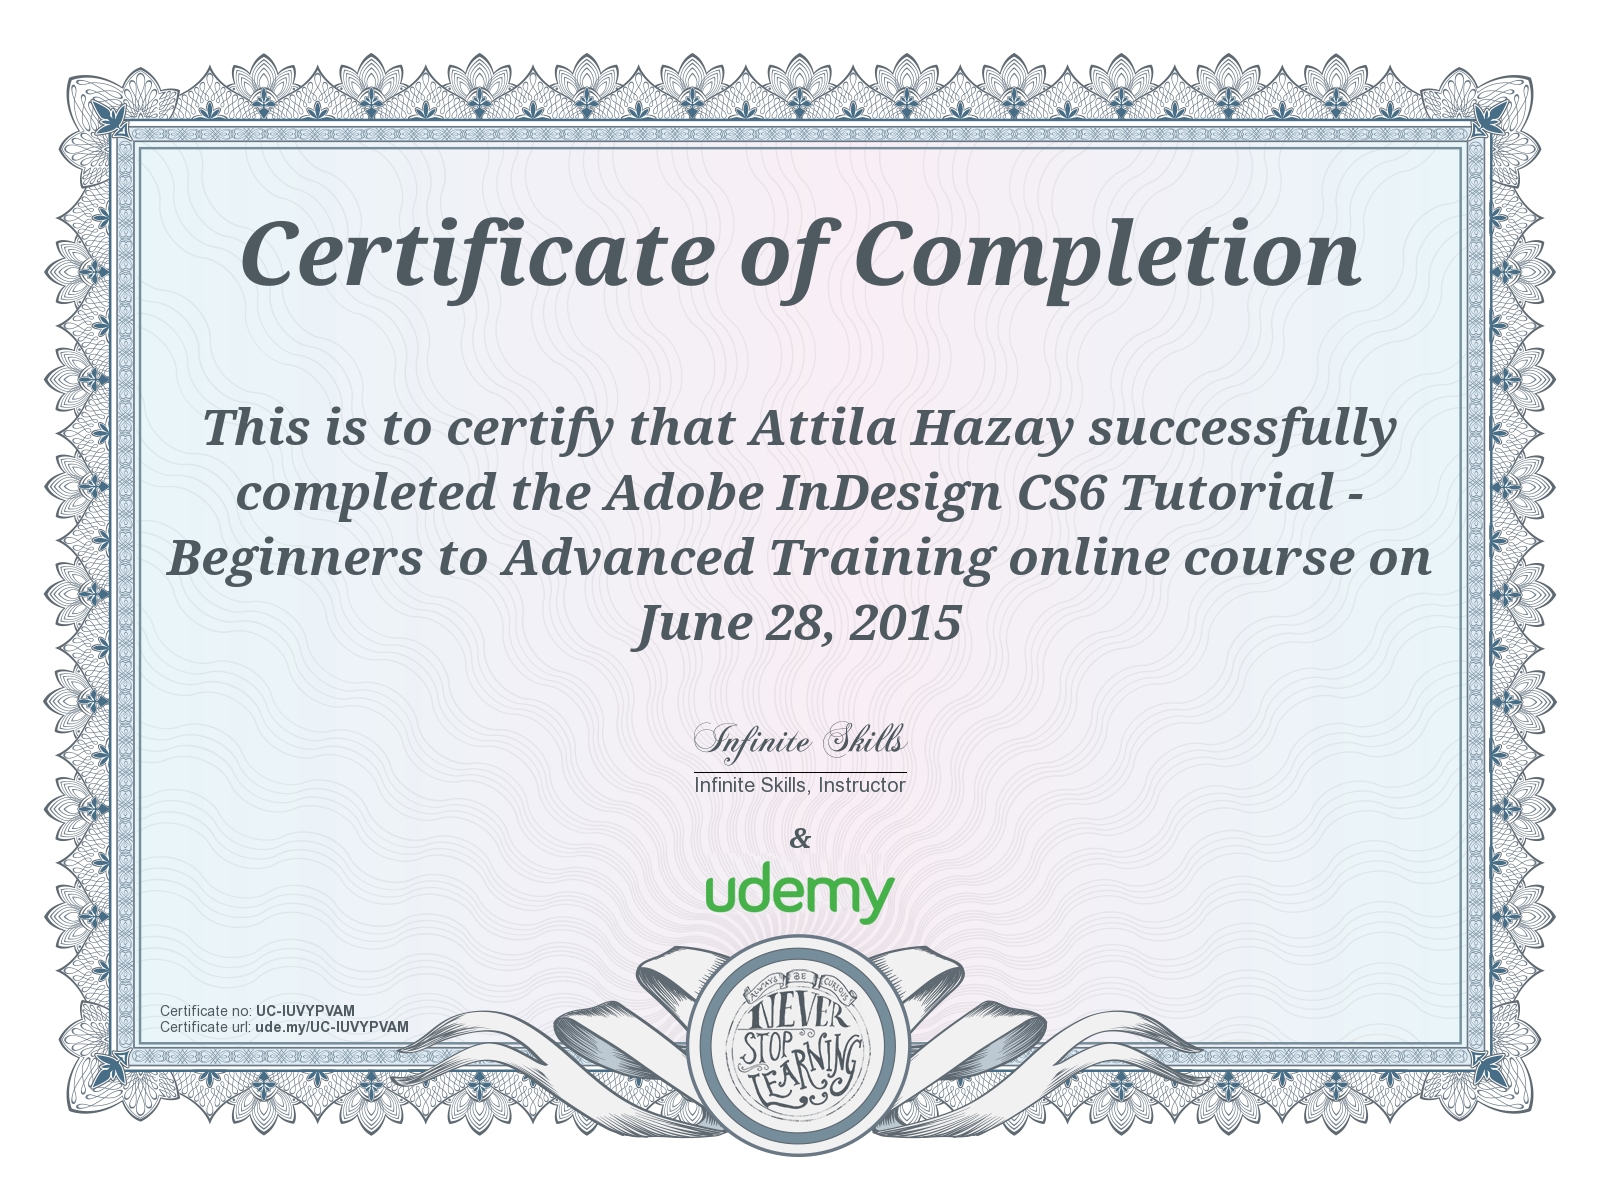 Certificate of Completion
This is to certify that Attila Hazay successfully
completed the Adobe InDesign CS6 Tutorial -
Beginners to Advanced Training online course on
June 28, 2015
Infinite Skills
Infinite Skills, Instructor
&
udemy
Certificate no: UC-IUVYPVAM
Certificate url: ude.my/UC-IUVYPVAM
ALWAYS BE CURIOUS
NEVER
STOP
LEARNING